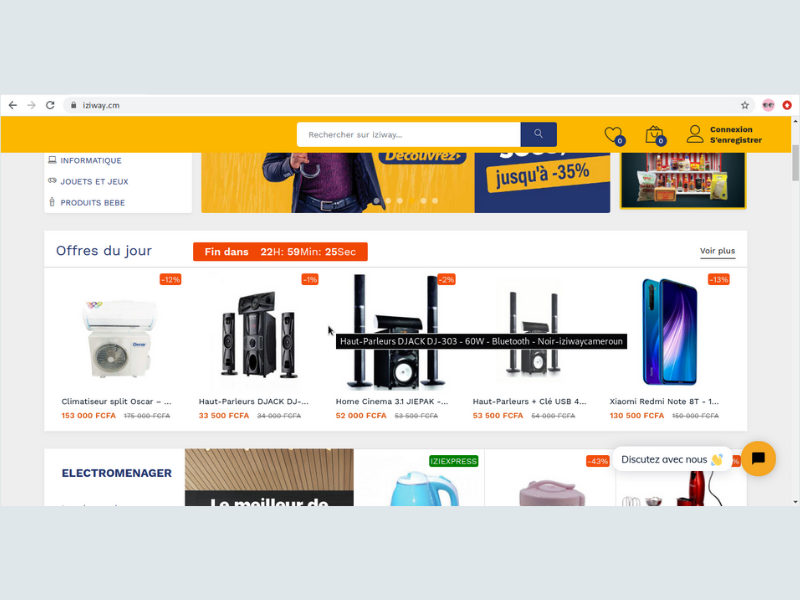 iziway.cm
Rechercher sur iziway...
0
0
Connexion
S'enregistrer
INFORMATIQUE
JOUETS ET JEUX
PRODUITS BEBE
Découvrez
jusqu'à -35%
Offres du jour
Fin dans 22H: 59Min: 25Sec
Voir plus
-12%
-1%
-2%
-13%
Haut-Parleurs DJACK DJ-303 - 60W - Bluetooth - Noir-iziwaycameroun
Climatiseur split Oscar – ...
153 000 FCFA 175 000 FCFA
Haut-Parleurs DJACK DJ-...
33 500 FCFA 34 000 FCFA
Home Cinema 3.1 JIEPAK -...
52 000 FCFA 53 500 FCFA
Haut-Parleurs + Clé USB 4...
53 500 FCFA 54 000 FCFA
Xiaomi Redmi Note 8T - 1...
130 500 FCFA 150 000 FCFA
ELECTROMENAGER
Le meilleur de
IZIEXPRESS
-43%
Discutez avec nous 👋